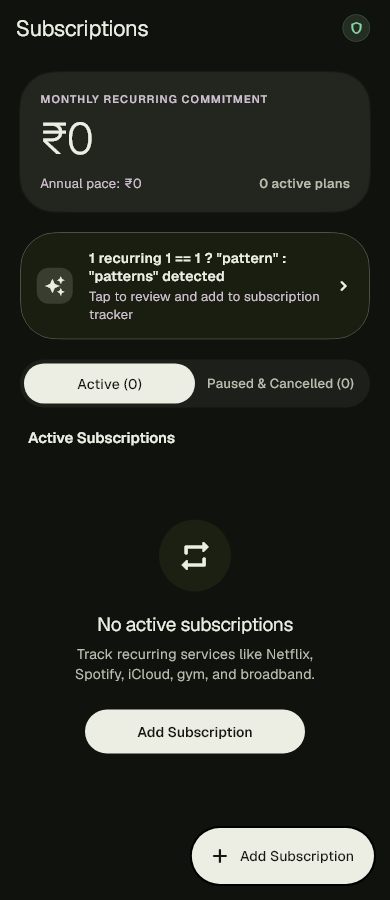 Subscriptions
MONTHLY RECURRING COMMITMENT
₹0
Annual pace: ₹0
0 active plans
1 recurring 1 == 1 ? "pattern" :
"patterns" detected
Tap to review and add to subscription
tracker
Active (0)
Paused & Cancelled (0)
Active Subscriptions
No active subscriptions
Track recurring services like Netflix,
Spotify, iCloud, gym, and broadband.
Add Subscription
Add Subscription